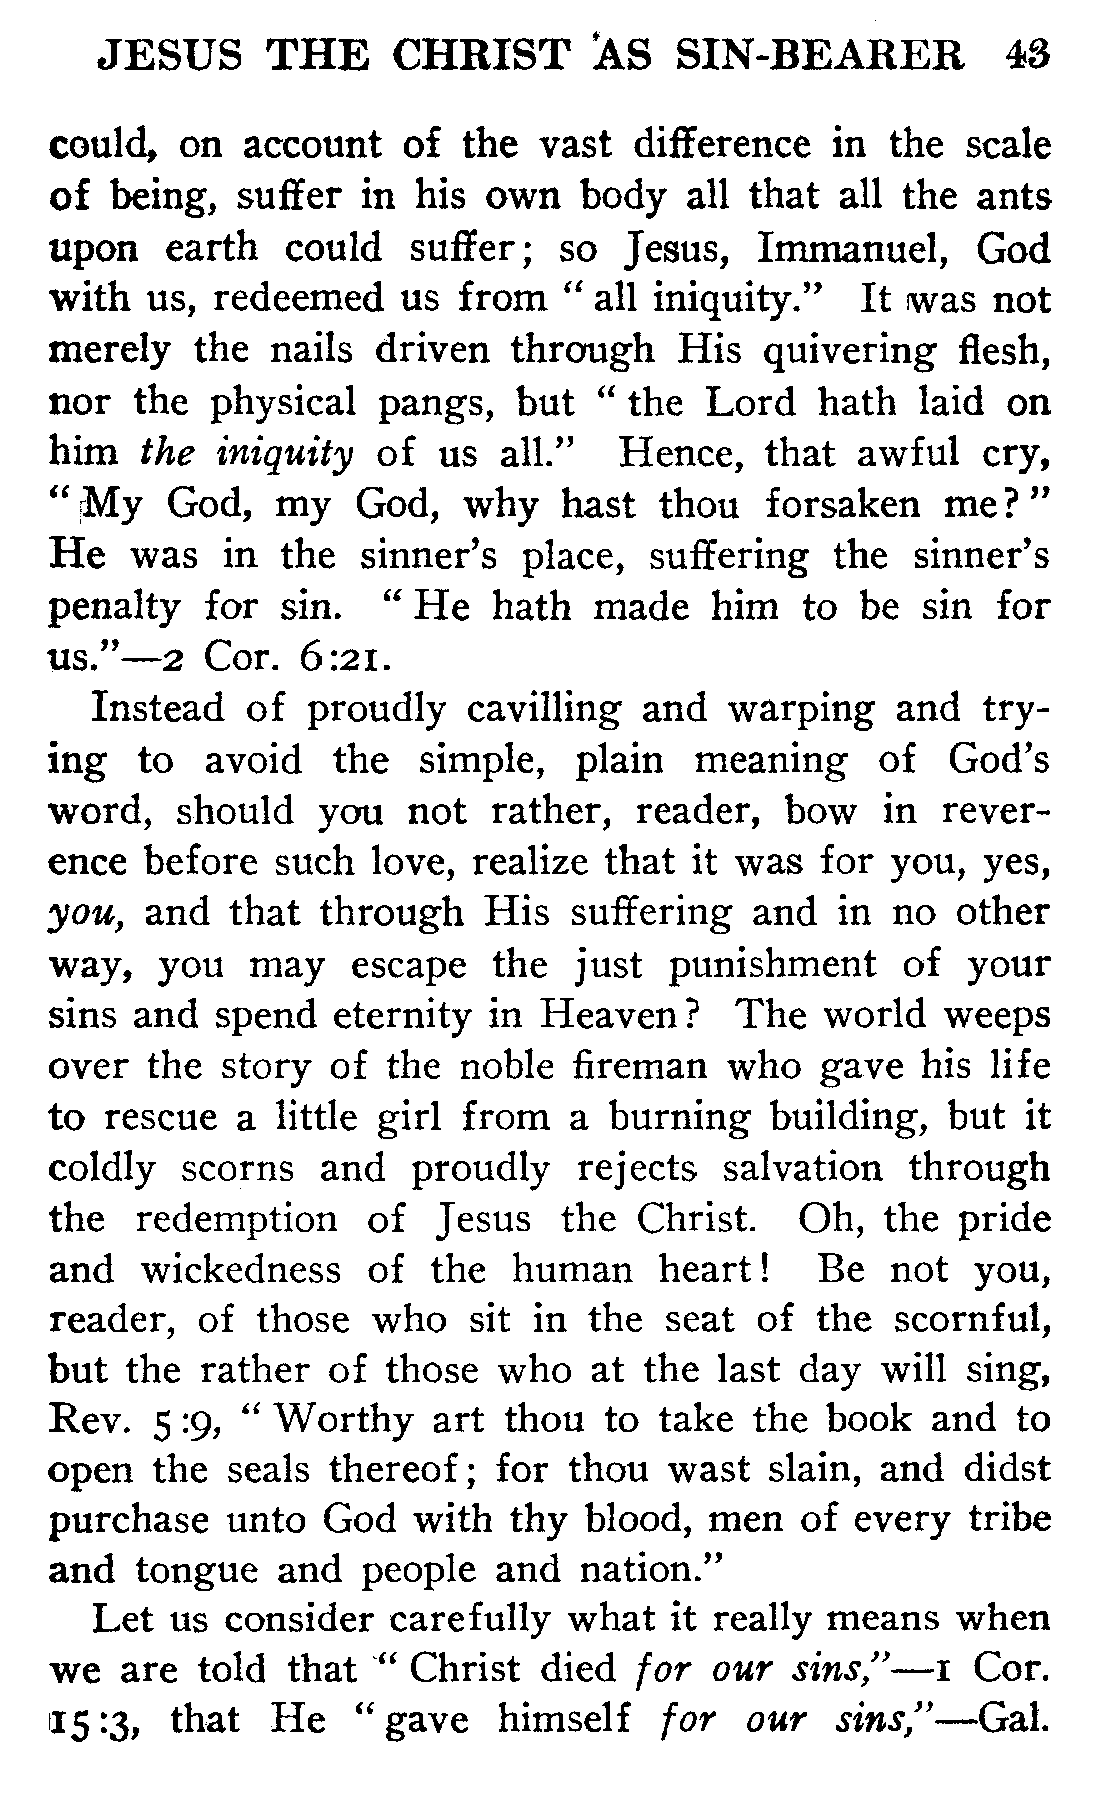 JESUS THE CHRIST AS SIN-BEARER 43
could, on account of the vast difference in the scale
of being, suffer in his own body all that all the ants
upon earth could suffer; so Jesus, Immanuel, God
with us, redeemed us from “ all iniquity.” It was not
merely the nails driven through His quivering flesh,
nor the physical pangs, but “ the Lord hath laid on
him the iniquity of us all.” Hence, that awful cry,
“ My God, my God, why hast thou forsaken me? ”
He was in the sinner’s place, suffering the sinner’s
penalty for sin. “ He hath made him to be sin for
us.”—2 Cor. 6:21.
Instead of proudly cavilling and warping and try-
ing to avoid the simple, plain meaning of God’s
word, should you not rather, reader, bow in rever-
ence before such love, realize that it was for you, yes,
you, and that through His suffering and in no other
way, you may escape the just punishment of your
sins and spend eternity in Heaven? The world weeps
over the story of the noble fireman who gave his life
to rescue a little girl from a burning building, but it
coldly scorns and proudly rejects salvation through
the redemption of Jesus the Christ. Oh, the pride
and wickedness of the human heart! Be not you,
reader, of those who sit in the seat of the scornful,
but the rather of those who at the last day will sing,
Rev. 5:9, “ Worthy art thou to take the book and to
open the seals thereof; for thou wast slain, and didst
purchase unto God with thy blood, men of every tribe
and tongue and people and nation.”
Let us consider carefully what it really means when
we are told that “ Christ died for our sins,”—1 Cor.
15:3, that He “ gave himself for our sins,”—Gal.